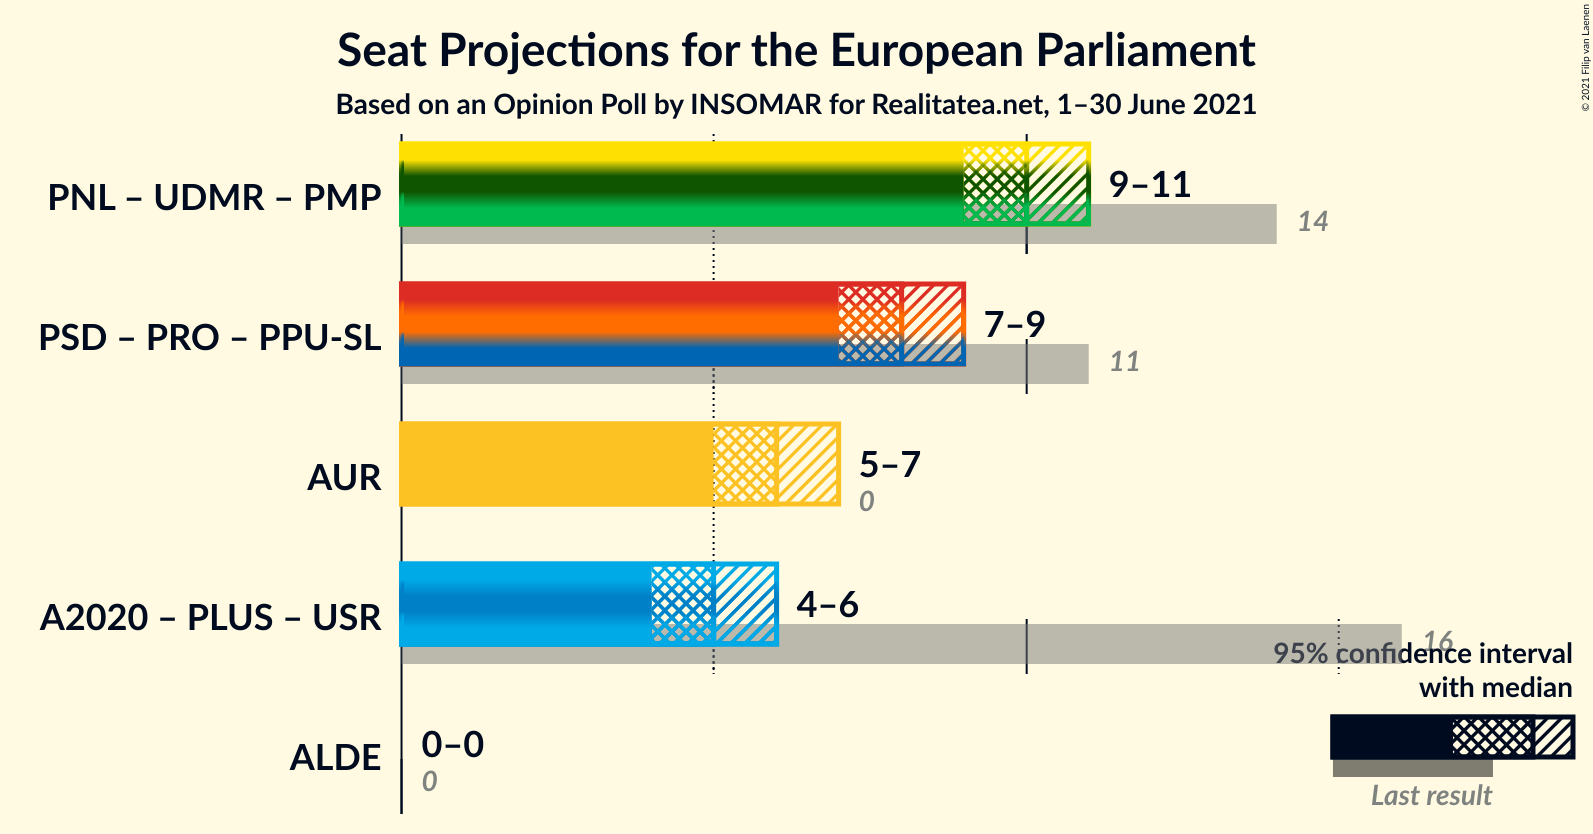 Seat Projections for the European Parliament
Based on an Opinion Poll by INSOMAR for Realitatea.net, 1–30 June 2021
© 2021 Filip van Laenen
PNL – UDMR – PMP
9–11
14
PSD – PRO – PPU-SL
7–9
11
AUR
5–7
0
A2020 – PLUS – USR
4–6
16
ALDE
0–0
0
95% confidence interval
with median
Last result